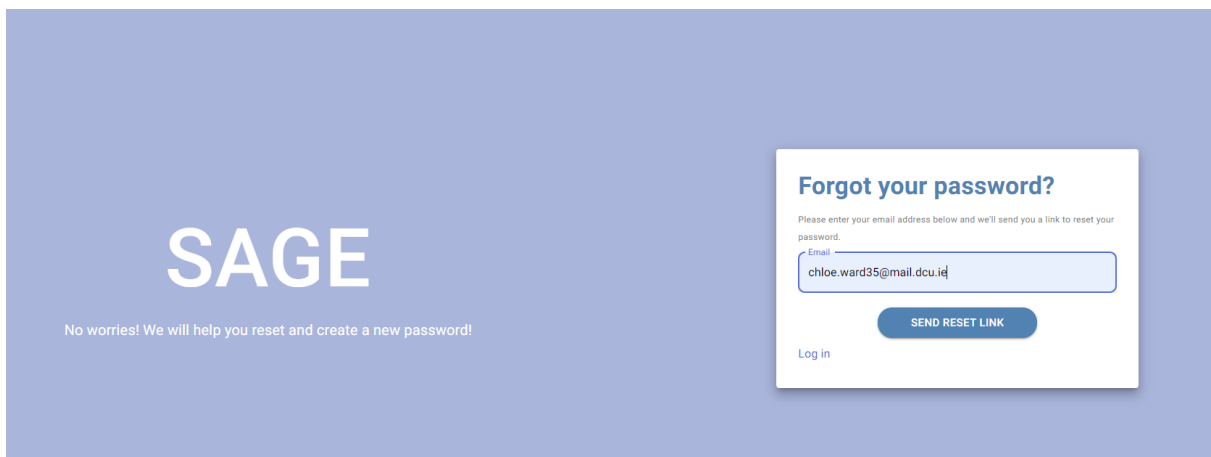 SAGE
No worries! We will help you reset and create a new password!
Forgot your password?
Please enter your email address below and we'll send you a link to reset your
password.
Email
chloe.ward35@mail.dcu.ie
SEND RESET LINK
Log in